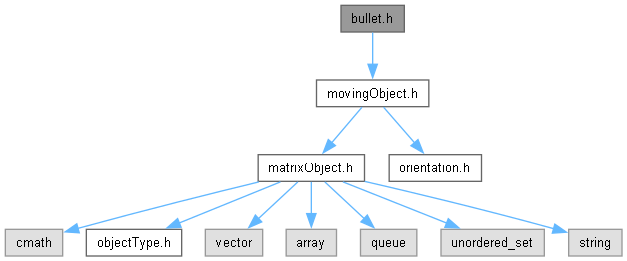 bullet.h
movingObject.h
matrixObject.h
orientation.h
cmath
objectType.h
vector
array
queue
unordered_set
string